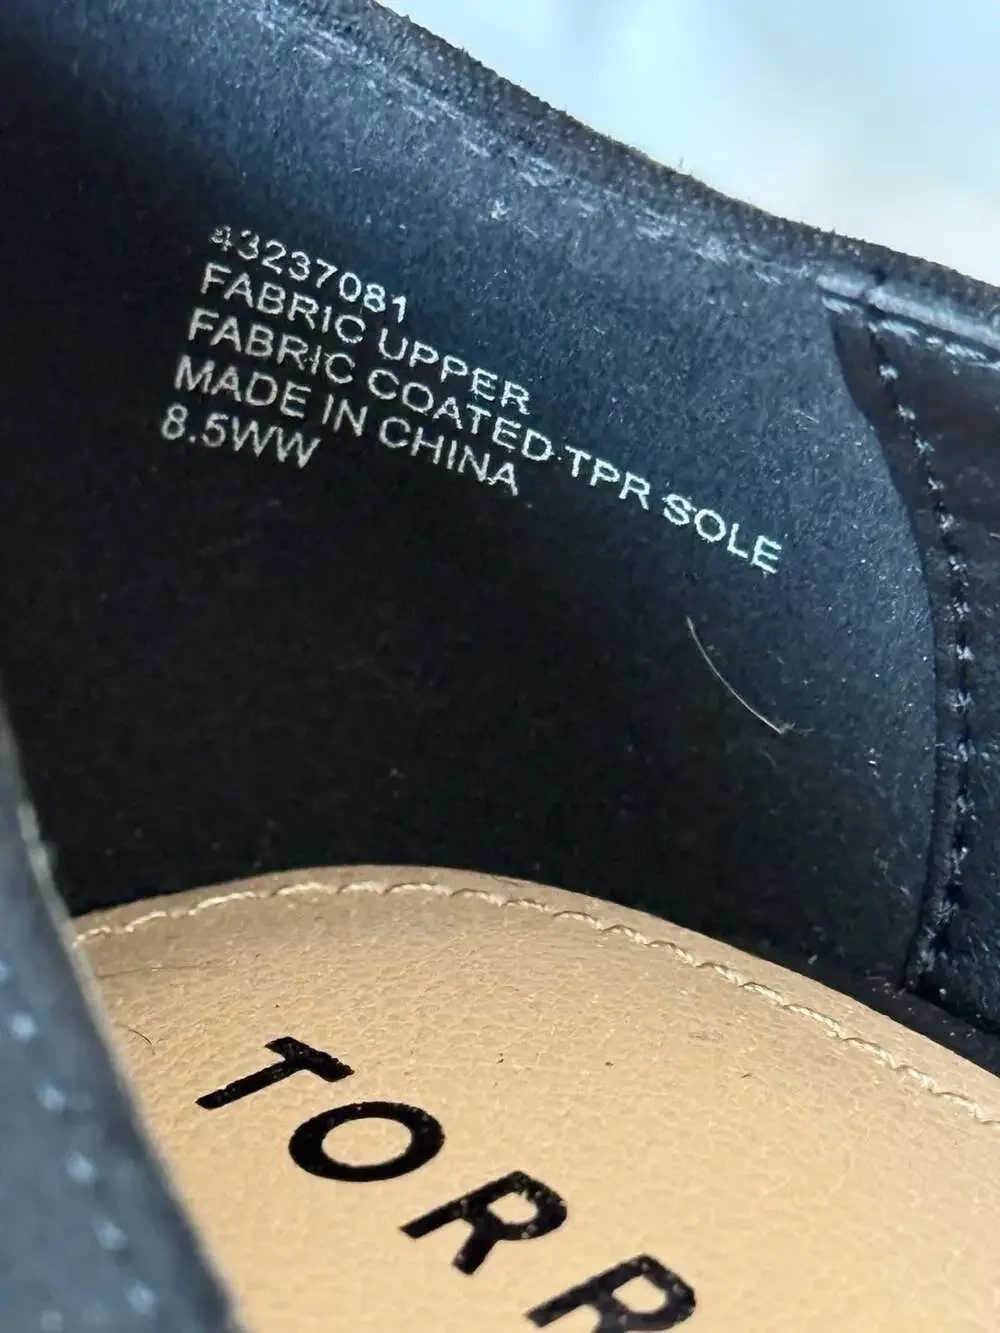 43237081
FABRIC UPPER
FABRIC COATED TPR SOLE
MADE IN CHINA
8.5WW
TORR